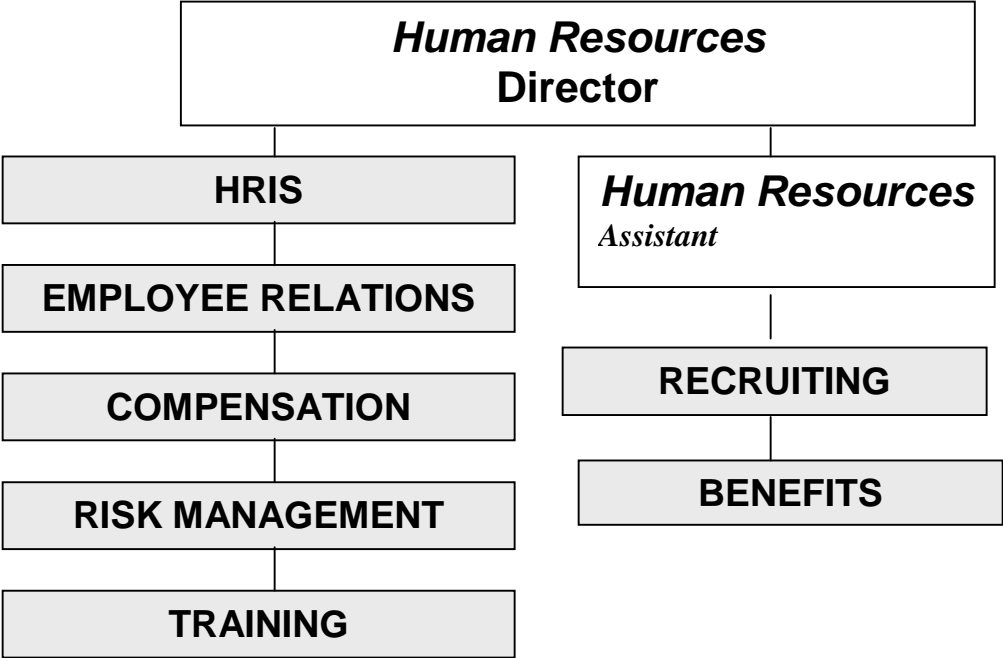 Human Resources
Director
HRIS
EMPLOYEE RELATIONS
COMPENSATION
RISK MANAGEMENT
TRAINING
Human Resources
Assistant
RECRUITING
BENEFITS